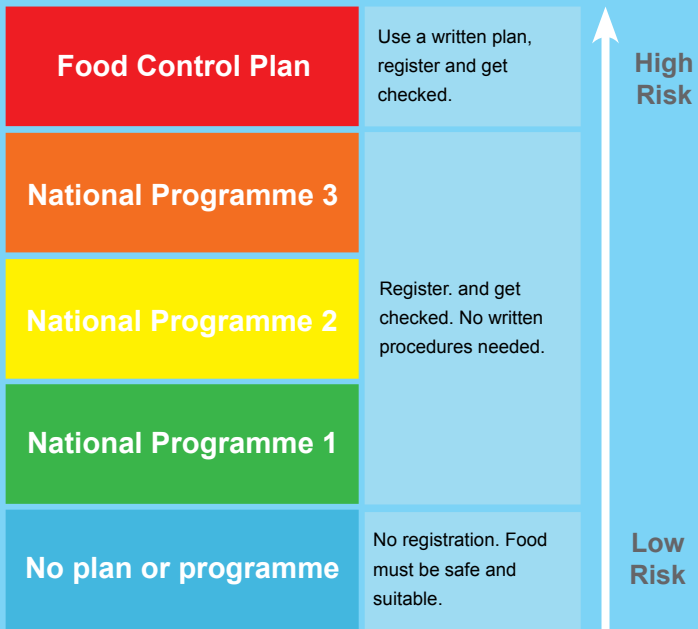 Food Control Plan
Use a written plan,
register and get
checked.
High
Risk
National Programme 3
National Programme 2
National Programme 1
Register. and get
checked. No written
procedures needed.
No plan or programme
No registration. Food
must be safe and
suitable.
Low
Risk